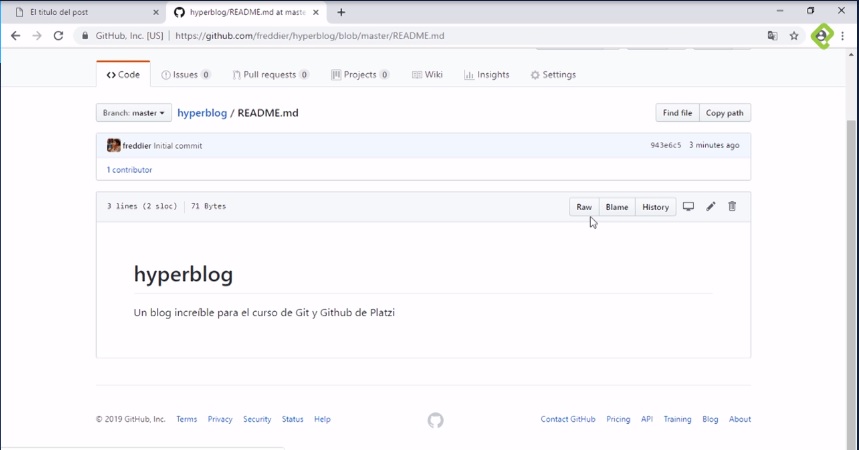 El titulo del post
hyperblog/README.md at maste
GitHub, Inc. [US] | https://github.com/freddier/hyperblog/blob/master/README.md
Code Issues 0 Pull requests 0 Projects 0 Wiki Insights Settings
Branch: master hyperblog / README.md Find file Copy path
freddier Initial commit 943e6c5 3 minutes ago
1 contributor
3 lines (2 sloc) 71 Bytes Raw Blame History
hyperblog
Un blog increíble para el curso de Git y Github de Platzi
© 2019 GitHub, Inc. Terms Privacy Security Status Help Contact GitHub Pricing API Training Blog About